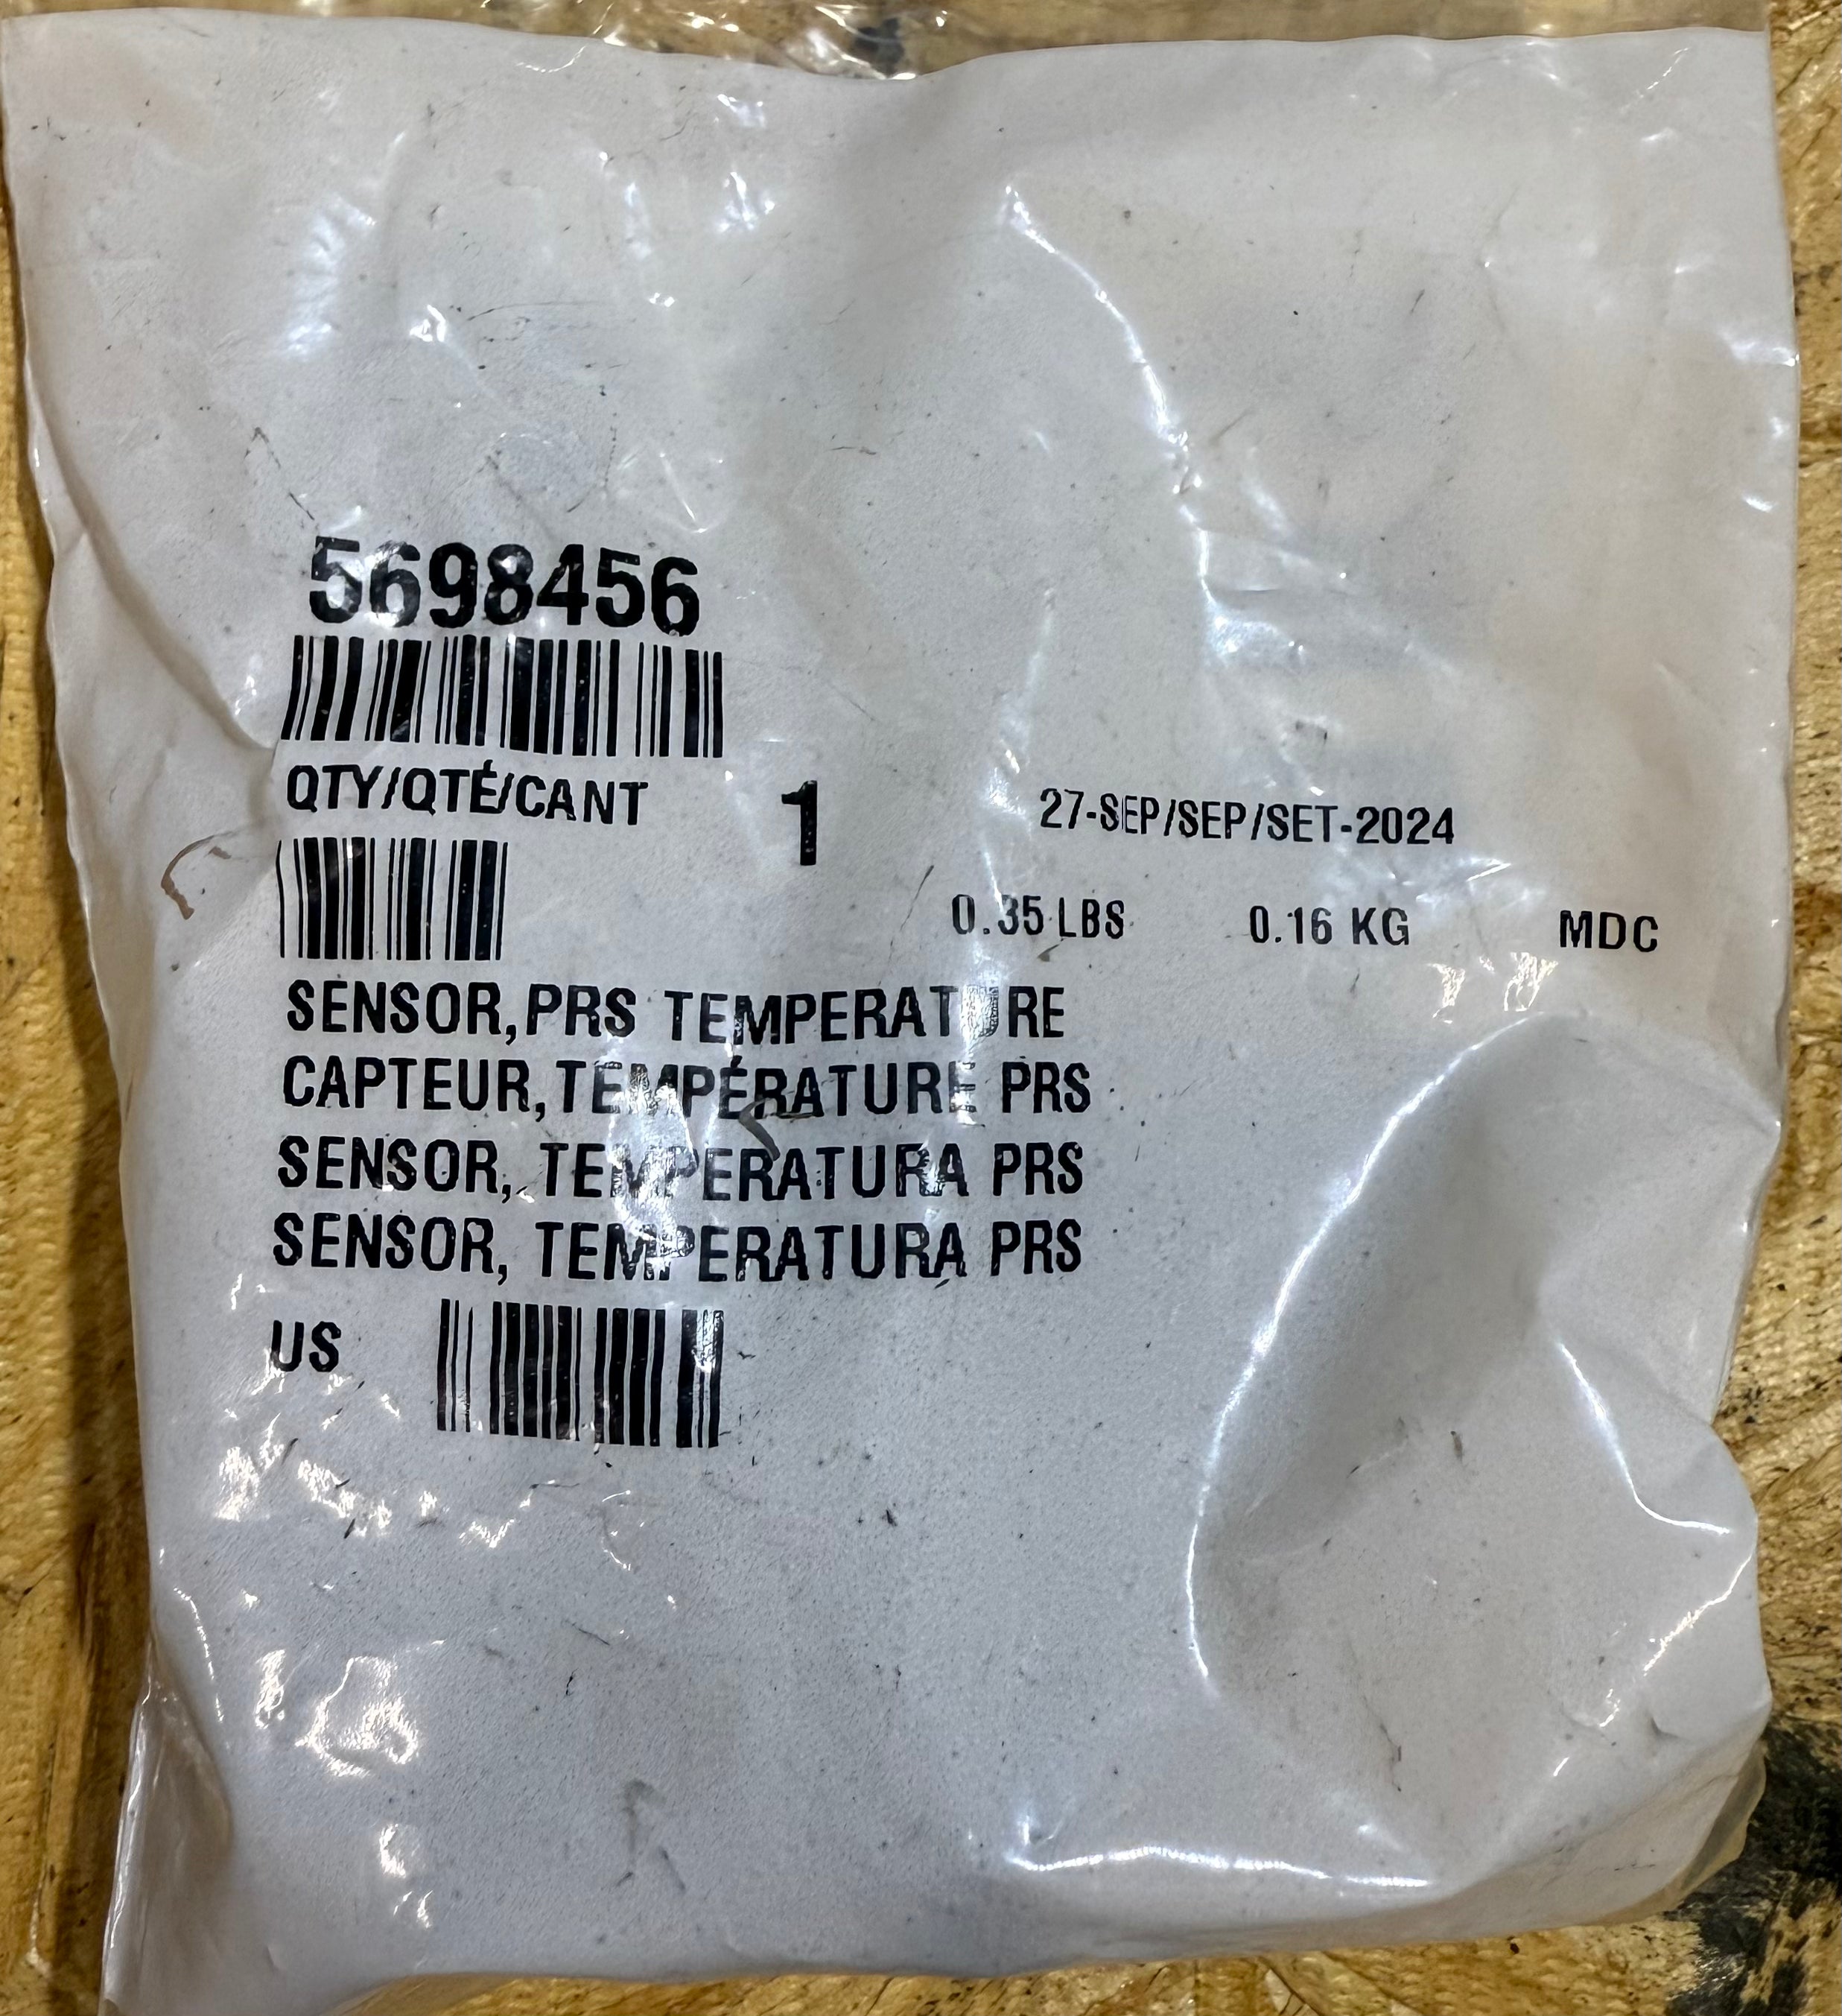 5698456
QTY/QTÉ/CANT 1 27-SEP/SEP/SET-2024
0.35 LBS 0.16 KG MDC
SENSOR,PRS TEMPERATURE
CAPTEUR,TEMPÉRATURE PRS
SENSOR, TEMPERATURA PRS
SENSOR, TEMPERATURA PRS
US